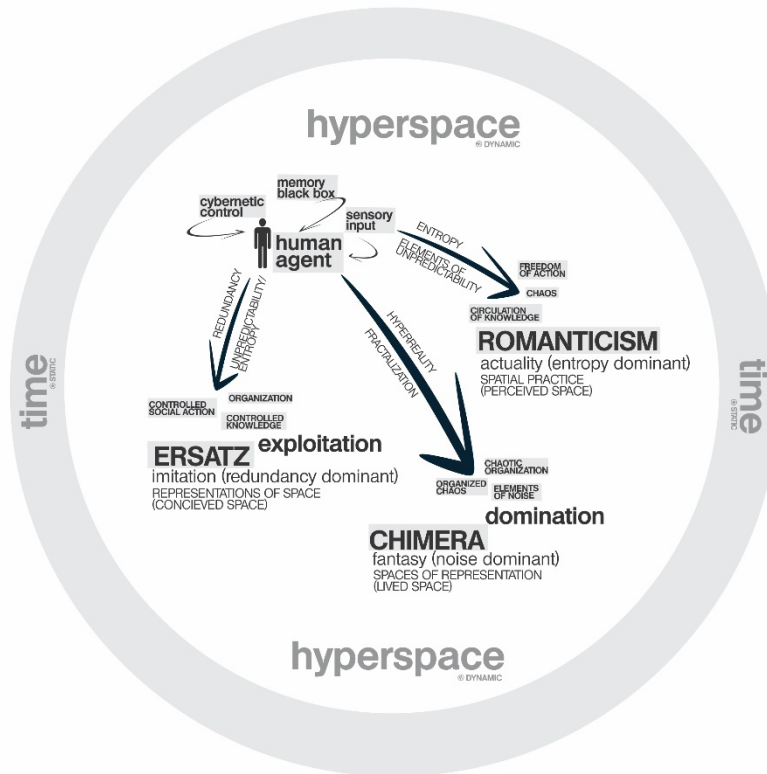 hyperspace
⊕ DYNAMIC
memory
black box
cybernetic
control
sensory
input
human
agent
ENTROPY
ELEMENTS OF
UNPREDICTABILITY
FREEDOM
OF ACTION
CHAOS
CIRCULATION
OF KNOWLEDGE
ROMANTICISM
actuality (entropy dominant)
SPATIAL PRACTICE
(PERCEIVED SPACE)
REDUNDANCY
UNPREDICTABILITY/
ENTROPY
HYPERREALITY
FRACTALIZATION
time
⊕ STATIC
time
⊕ STATIC
CONTROLLED
SOCIAL ACTION
ORGANIZATION
CONTROLLED
KNOWLEDGE
exploitation
ERSATZ
imitation (redundancy dominant)
REPRESENTATIONS OF SPACE
(CONCIEVED SPACE)
CHAOTIC
ORGANIZATION
ORGANIZED
CHAOS
ELEMENTS
OF NOISE
domination
CHIMERA
fantasy (noise dominant)
SPACES OF REPRESENTATION
(LIVED SPACE)
hyperspace
⊕ DYNAMIC